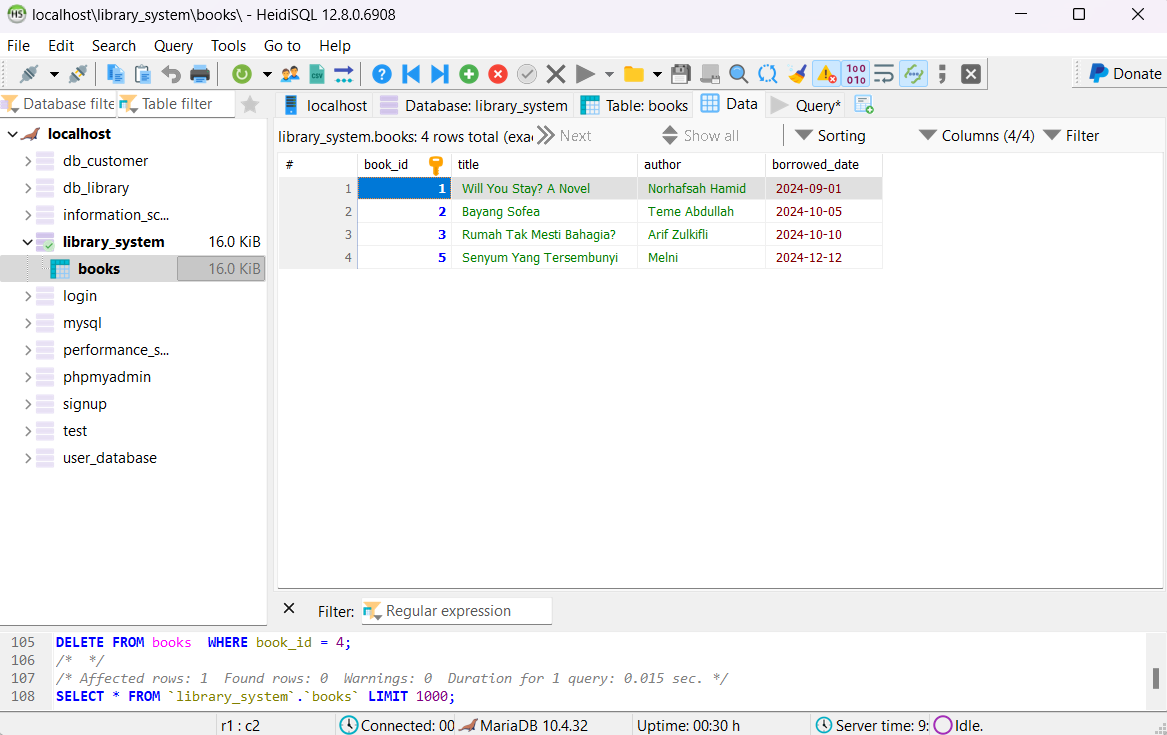 localhost\library_system\books\ - HeidiSQL 12.8.0.6908
File Edit Search Query Tools Go to Help
Donate
Database filte Table filter
localhost Database: library_system Table: books Data Query*
library_system.books: 4 rows total (exac Next Show all Sorting Columns (4/4) Filter
localhost
db_customer
db_library
information_sc...
library_system 16.0 KiB
books 16.0 KiB
login
mysql
performance_s...
phpmyadmin
signup
test
user_database
# book_id title author borrowed_date
1 1 Will You Stay? A Novel Norhafsah Hamid 2024-09-01
2 2 Bayang Sofea Teme Abdullah 2024-10-05
3 3 Rumah Tak Mesti Bahagia? Arif Zulkifli 2024-10-10
4 5 Senyum Yang Tersembunyi Melni 2024-12-12
Filter: Regular expression
105 DELETE FROM books WHERE book_id = 4;
106 /* */
107 /* Affected rows: 1 Found rows: 0 Warnings: 0 Duration for 1 query: 0.015 sec. */
108 SELECT * FROM `library_system`.`books` LIMIT 1000;
r1 : c2 Connected: 00 MariaDB 10.4.32 Uptime: 00:30 h Server time: 9: Idle.